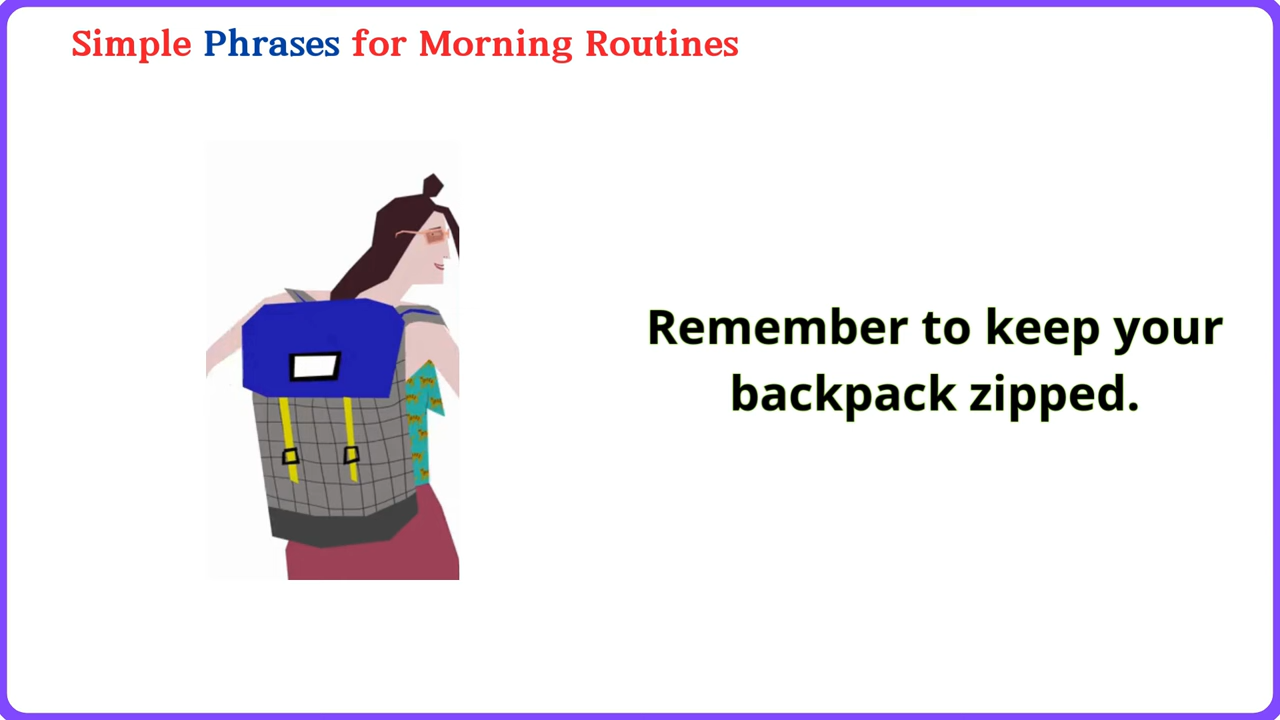 Simple Phrases for Morning Routines
Remember to keep your
backpack zipped.